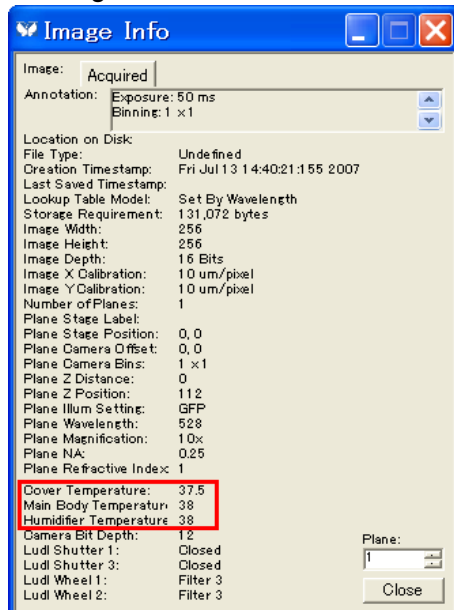 Image Info
Image: Acquired
Annotation: Exposure: 50 ms
Binning: 1 x1
Location on Disk:
File Type: Undefined
Creation Timestamp: Fri Jul 13 14:40:21:155 2007
Last Saved Timestamp:
Lookup Table Model: Set By Wavelength
Storage Requirement: 131,072 bytes
Image Width: 256
Image Height: 256
Image Depth: 16 Bits
Image X Calibration: 10 um/pixel
Image Y Calibration: 10 um/pixel
Number of Planes: 1
Plane Stage Label:
Plane Stage Position: 0, 0
Plane Camera Offset: 0, 0
Plane Camera Bins: 1 x1
Plane Z Distance: 0
Plane Z Position: 112
Plane Illum Setting: GFP
Plane Wavelength: 528
Plane Magnification: 10x
Plane NA: 0.25
Plane Refractive Index: 1
Cover Temperature: 37.5
Main Body Temperatur 38
Humidifier Temperature 38
Camera Bit Depth: 12
Ludl Shutter 1: Closed
Ludl Shutter 3: Closed
Ludl Wheel 1: Filter 3
Ludl Wheel 2: Filter 3
Plane:
1
Close